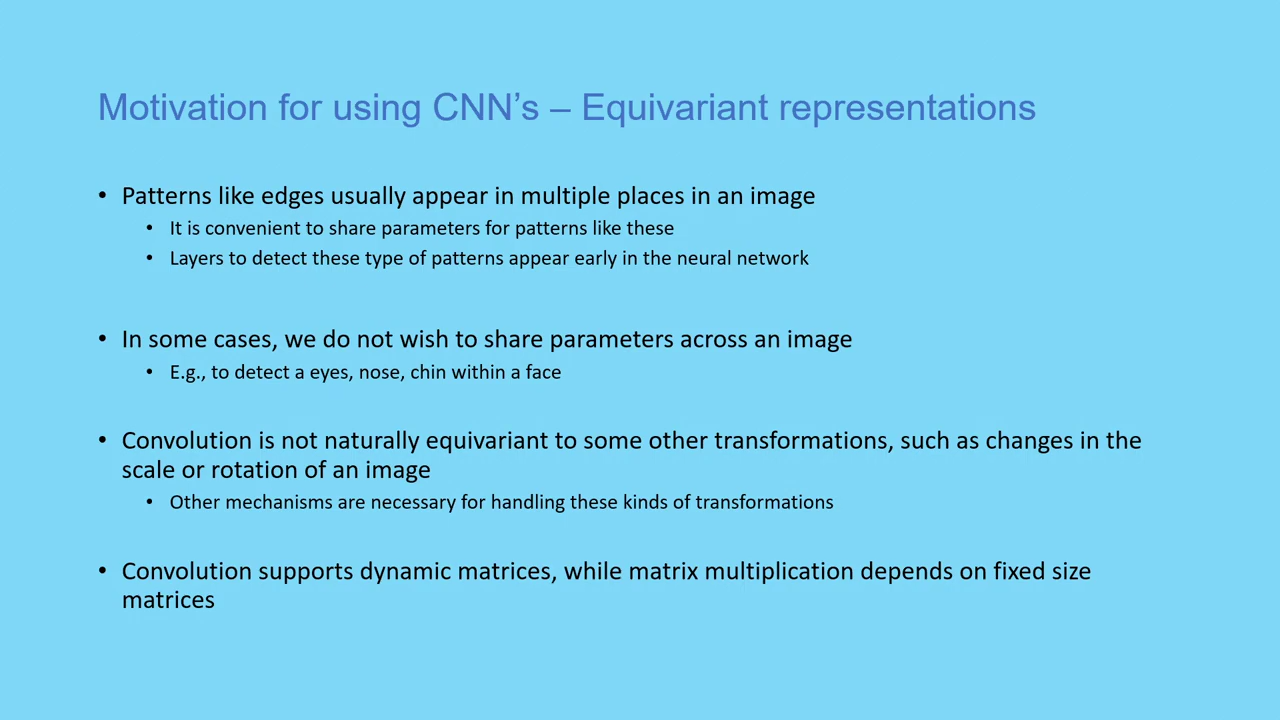 Motivation for using CNN’s – Equivariant representations
• Patterns like edges usually appear in multiple places in an image
• It is convenient to share parameters for patterns like these
• Layers to detect these type of patterns appear early in the neural network
• In some cases, we do not wish to share parameters across an image
• E.g., to detect a eyes, nose, chin within a face
• Convolution is not naturally equivariant to some other transformations, such as changes in the
scale or rotation of an image
• Other mechanisms are necessary for handling these kinds of transformations
• Convolution supports dynamic matrices, while matrix multiplication depends on fixed size
matrices